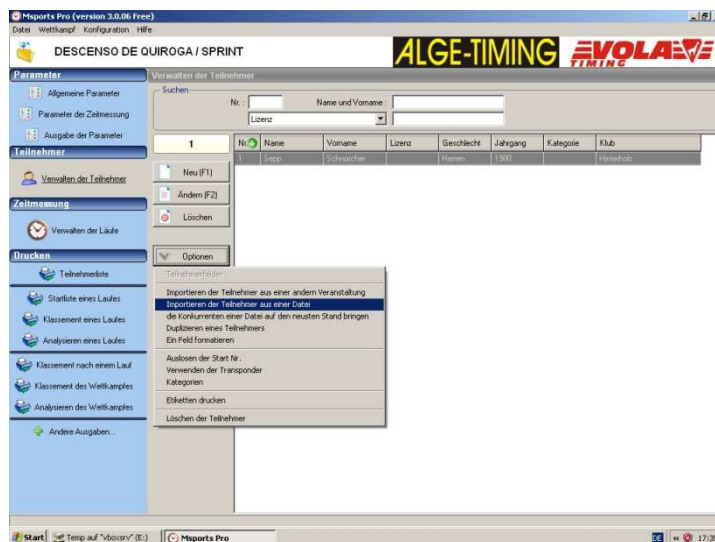 Msports Pro (version 3.0.06 Free)
Datei Wettkampf Konfiguration Hilfe
DESCENSO DE QUIROGA / SPRINT
ALGE-TIMING
VOLA
TIMING
Parameter
Allgemeine Parameter
Parameter der Zeitmessung
Ausgabe der Parameter
Teilnehmer
Verwalten der Teilnehmer
Zeitmessung
Verwalten der Läufe
Drucken
Teilnehmerliste
Startliste eines Laufes
Klassement eines Laufes
Analysieren eines Laufes
Klassement nach einem Lauf
Klassement des Wettkampfes
Analysieren des Wettkampfes
Andere Ausgaben...
Verwalten der Teilnehmer
Suchen
Nr. :
Name und Vorname :
Lizenz
1
Nr. Name Vorname Lizenz Geschlecht Jahrgang Kategorie Klub
1 Sepp Schnorcher Herren 1980 Hinterholz
Neu (F1)
Ändern (F2)
Löschen
Optionen
Teilnehmerfelder
Importieren der Teilnehmer aus einer andern Veranstaltung
Importieren der Teilnehmer aus einer Datei
die Konkurrenten einer Datei auf den neusten Stand bringen
Duplizieren eines Teilnehmers
Ein Feld formatieren
Auslosen der Start Nr.
Verwenden der Transponder
Kategorien
Etiketten drucken
Löschen der Teilnehmer
Start
Temp auf "vboxsrv" (E:)
Msports Pro
DE
«